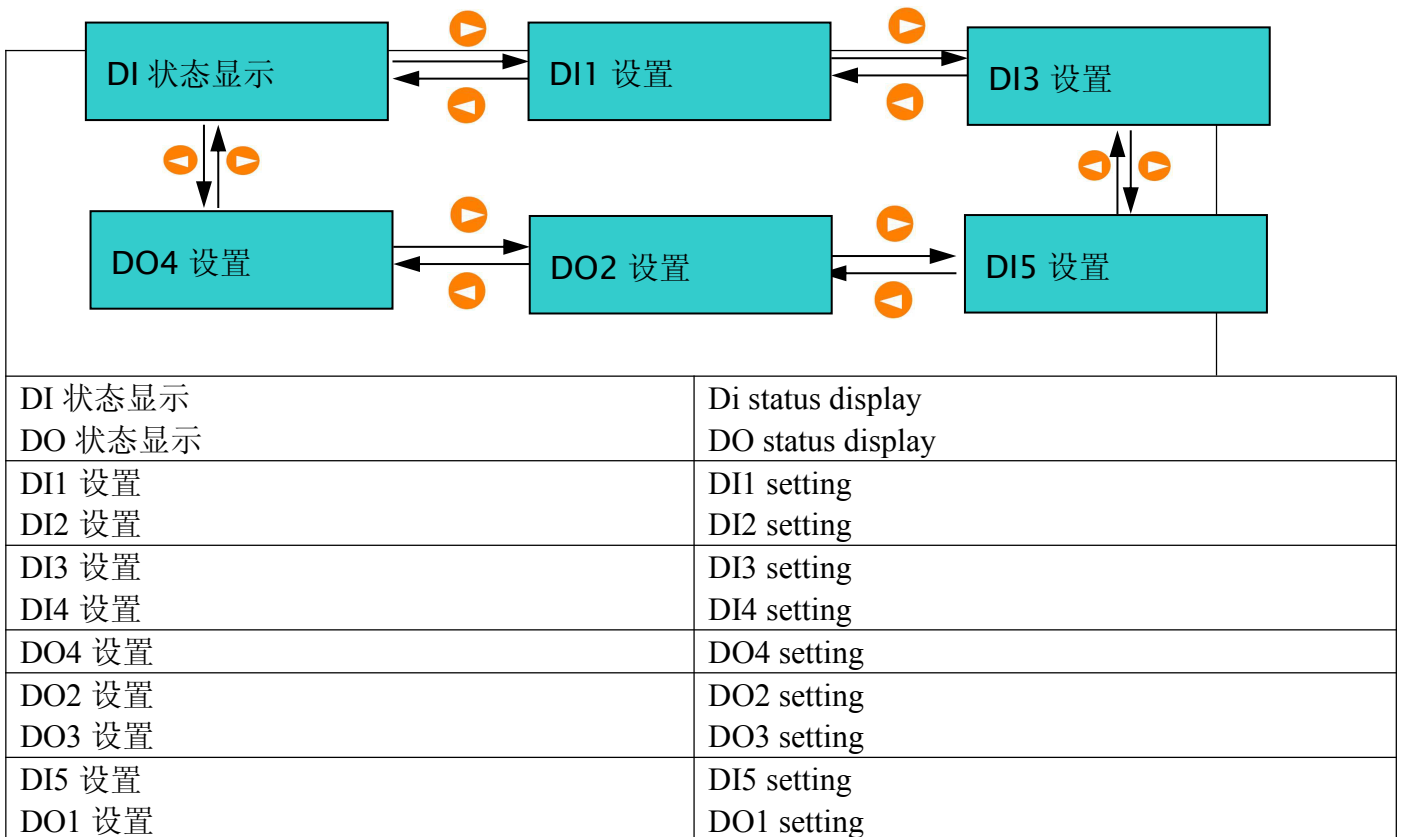 DI 状态显示
DI1 设置
DI3 设置
DO4 设置
DO2 设置
DI5 设置
DI 状态显示 Di status display
DO 状态显示 DO status display
DI1 设置 DI1 setting
DI2 设置 DI2 setting
DI3 设置 DI3 setting
DI4 设置 DI4 setting
DO4 设置 DO4 setting
DO2 设置 DO2 setting
DO3 设置 DO3 setting
DI5 设置 DI5 setting
DO1 设置 DO1 setting